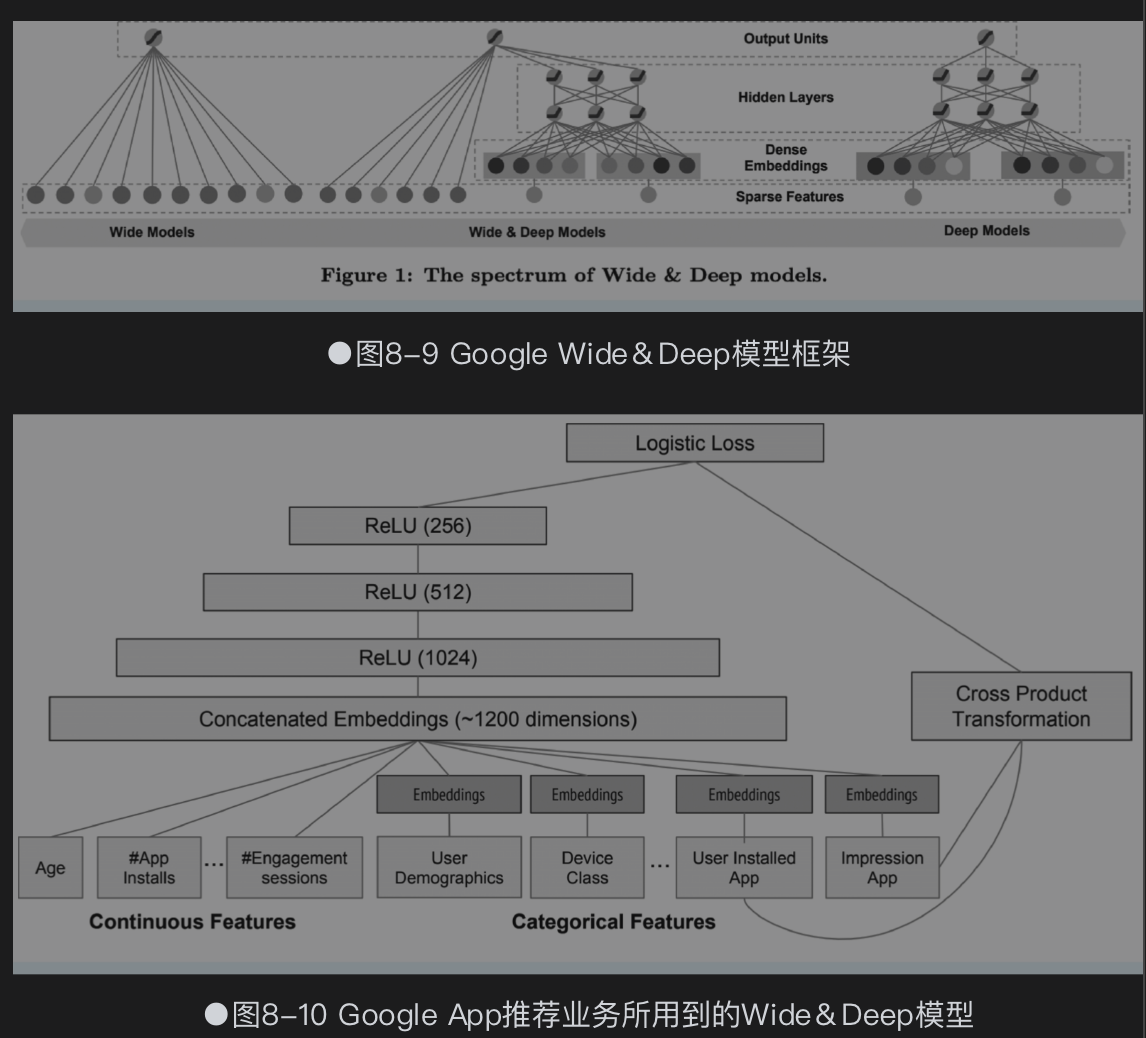 Output Units
Hidden Layers
Dense
Embeddings
Sparse Features
Wide Models
Wide & Deep Models
Deep Models
Figure 1: The spectrum of Wide & Deep models.
●图8-9 Google Wide&Deep模型框架
Logistic Loss
ReLU (256)
ReLU (512)
ReLU (1024)
Concatenated Embeddings (~1200 dimensions)
Cross Product
Transformation
Embeddings
Embeddings
Embeddings
Embeddings
Age
#App
Installs
...
#Engagement
sessions
User
Demographics
Device
Class
...
User Installed
App
Impression
App
Continuous Features
Categorical Features
●图8-10 Google App推荐业务所用到的Wide&Deep模型